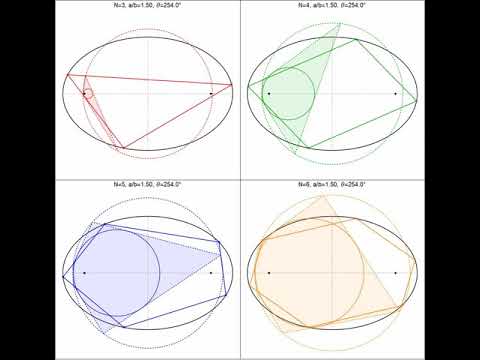 N=3, a/b=1.50, θ=254.0°
N=4, a/b=1.50, θ=254.0°
N=5, a/b=1.50, θ=254.0°
N=6, a/b=1.50, θ=254.0°